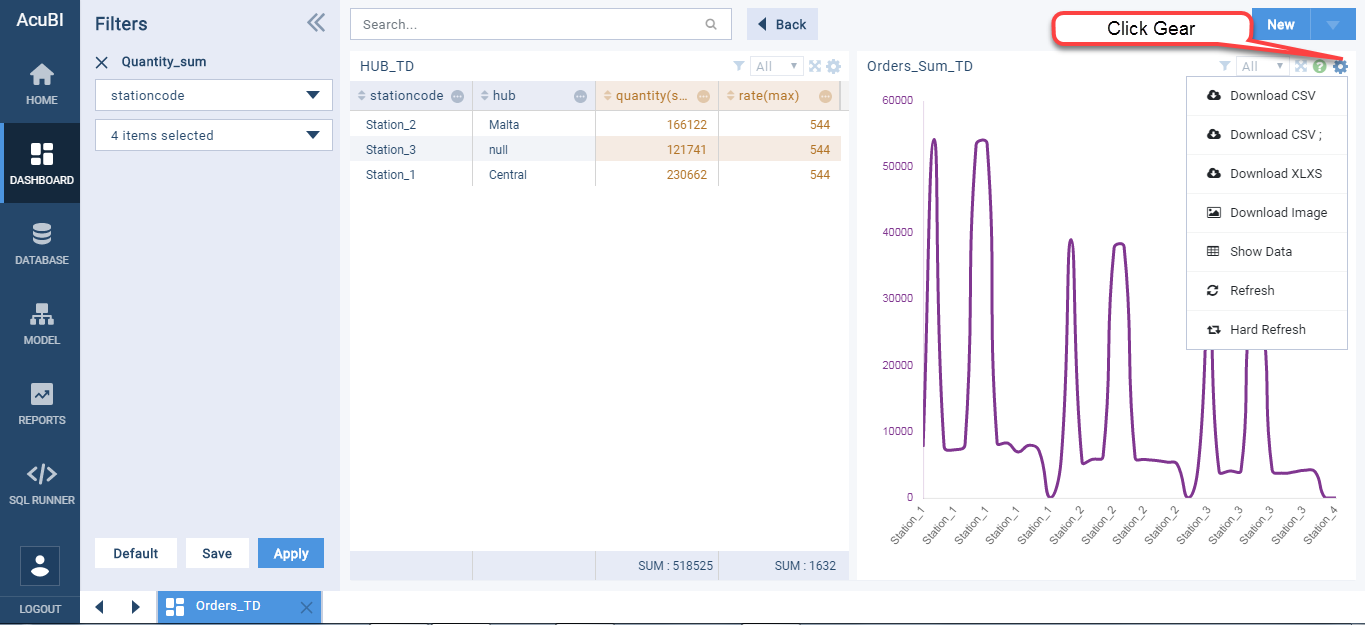 AcuBI
HOME
DASHBOARD
DATABASE
MODEL
REPORTS
SQL RUNNER
LOGOUT
Filters
Quantity_sum
stationcode
4 items selected
Default
Save
Apply
Search...
Back
Click Gear
New
HUB_TD
All
stationcode
hub
quantity(s...
rate(max)
Station_2 Malta 166122 544
Station_3 null 121741 544
Station_1 Central 230662 544
SUM : 518525
SUM : 1632
Orders_Sum_TD
All
?
Download CSV
Download CSV ;
Download XLXS
Download Image
Show Data
Refresh
Hard Refresh
60000
50000
40000
30000
20000
10000
0
Station_1
Station_1
Station_1
Station_1
Station_1
Station_2
Station_2
Station_2
Station_2
Station_3
Station_3
Station_3
Station_3
Station_4
Orders_TD